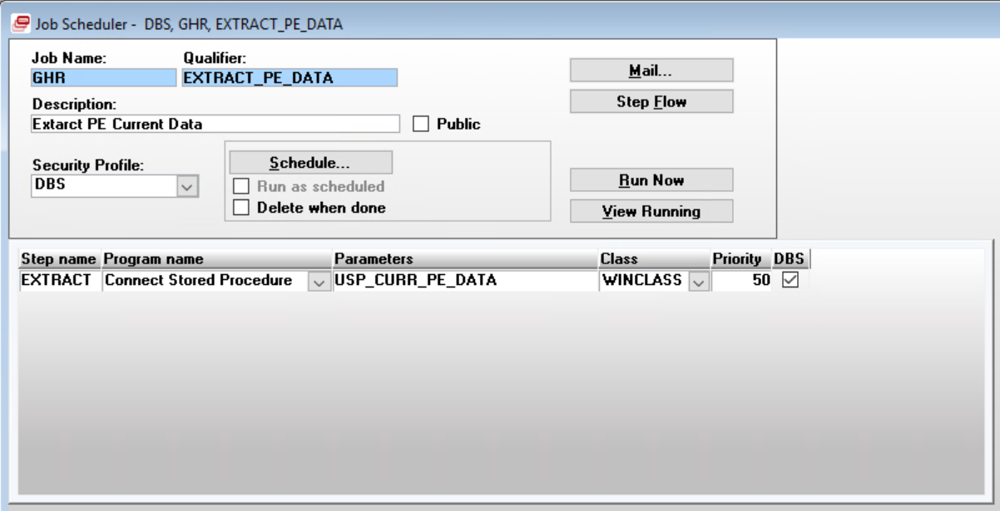 Job Scheduler - DBS, GHR, EXTRACT_PE_DATA
Job Name: Qualifier:
GHR EXTRACT_PE_DATA
Mail...
Description:
Step Flow
Extarct PE Current Data Public
Security Profile: Schedule...
DBS Run as scheduled Run Now
Delete when done View Running
Step name Program name Parameters Class Priority DBS
EXTRACT Connect Stored Procedure USP_CURR_PE_DATA WINCLASS 50